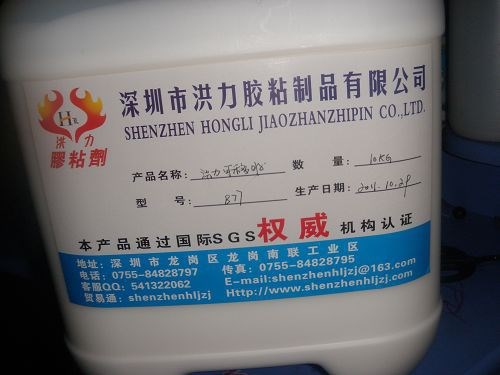 深圳市洪力胶粘制品有限公司
SHENZHEN HONGLI JIAOZHANZHIPIN CO.,LTD.
H
洪力
膠粘劑
产品名称： 数量：10KG
型号：877 生产日期：2011.10.29
本产品通过国际SGS权威机构认证
地址：深圳市龙岗区龙岗南联工业区
电话：0755-84828797 传真：0755-84828795
客服QQ：541322062 E-mail:shenzhenhljzj@163.com
贸易通：shenzhenhljzj Http://www.shenzhenhljzj.com